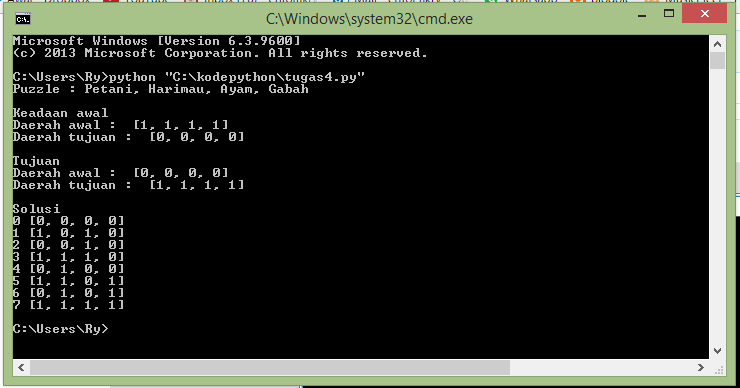 C:\Windows\system32\cmd.exe
Microsoft Windows [Version 6.3.9600]
(c) 2013 Microsoft Corporation. All rights reserved.
C:\Users\Ry>python "C:\kodepython\tugas4.py"
Puzzle : Petani, Harimau, Ayam, Gabah
Keadaan awal
Daerah awal :  [1, 1, 1, 1]
Daerah tujuan :  [0, 0, 0, 0]
Tujuan
Daerah awal :  [0, 0, 0, 0]
Daerah tujuan :  [1, 1, 1, 1]
Solusi
0 [0, 0, 0, 0]
1 [1, 0, 1, 0]
2 [0, 0, 1, 0]
3 [1, 1, 1, 0]
4 [0, 1, 0, 0]
5 [1, 1, 0, 1]
6 [0, 1, 0, 1]
7 [1, 1, 1, 1]
C:\Users\Ry>